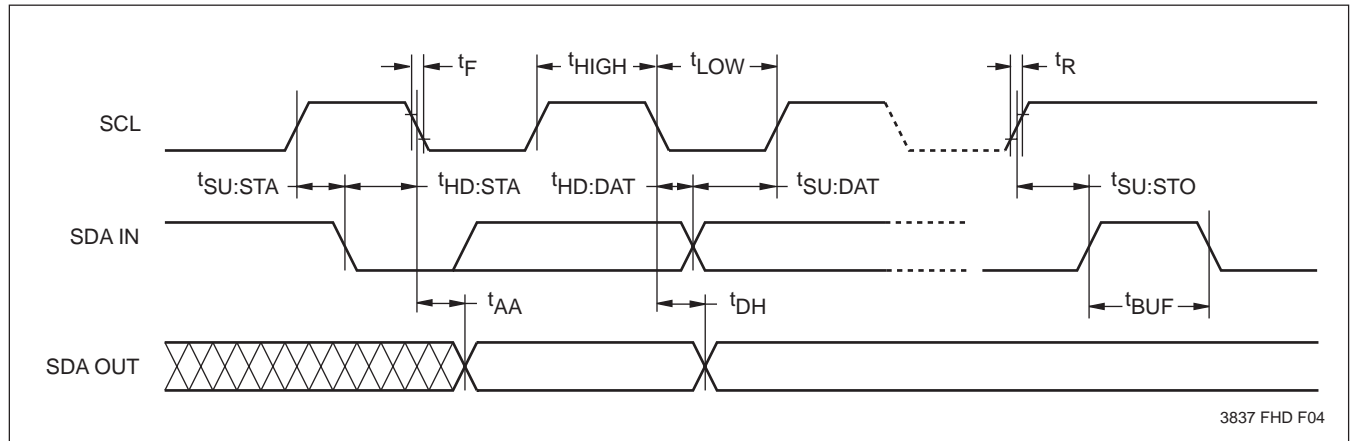 tF
tHIGH
tLOW
tR
SCL
tSU:STA
tHD:STA
tHD:DAT
tSU:DAT
tSU:STO
SDA IN
tAA
tDH
tBUF
SDA OUT
3837 FHD F04